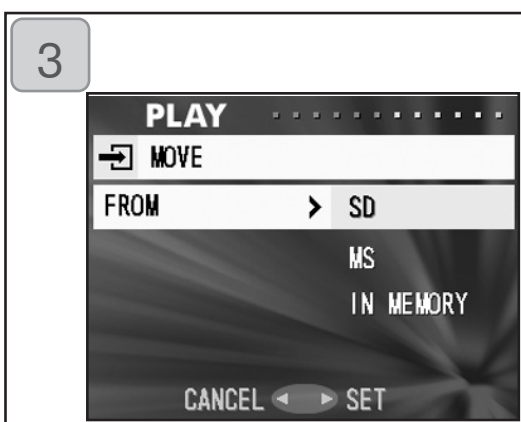 3
PLAY
MOVE
FROM > SD
MS
IN MEMORY
CANCEL ◄ ► SET